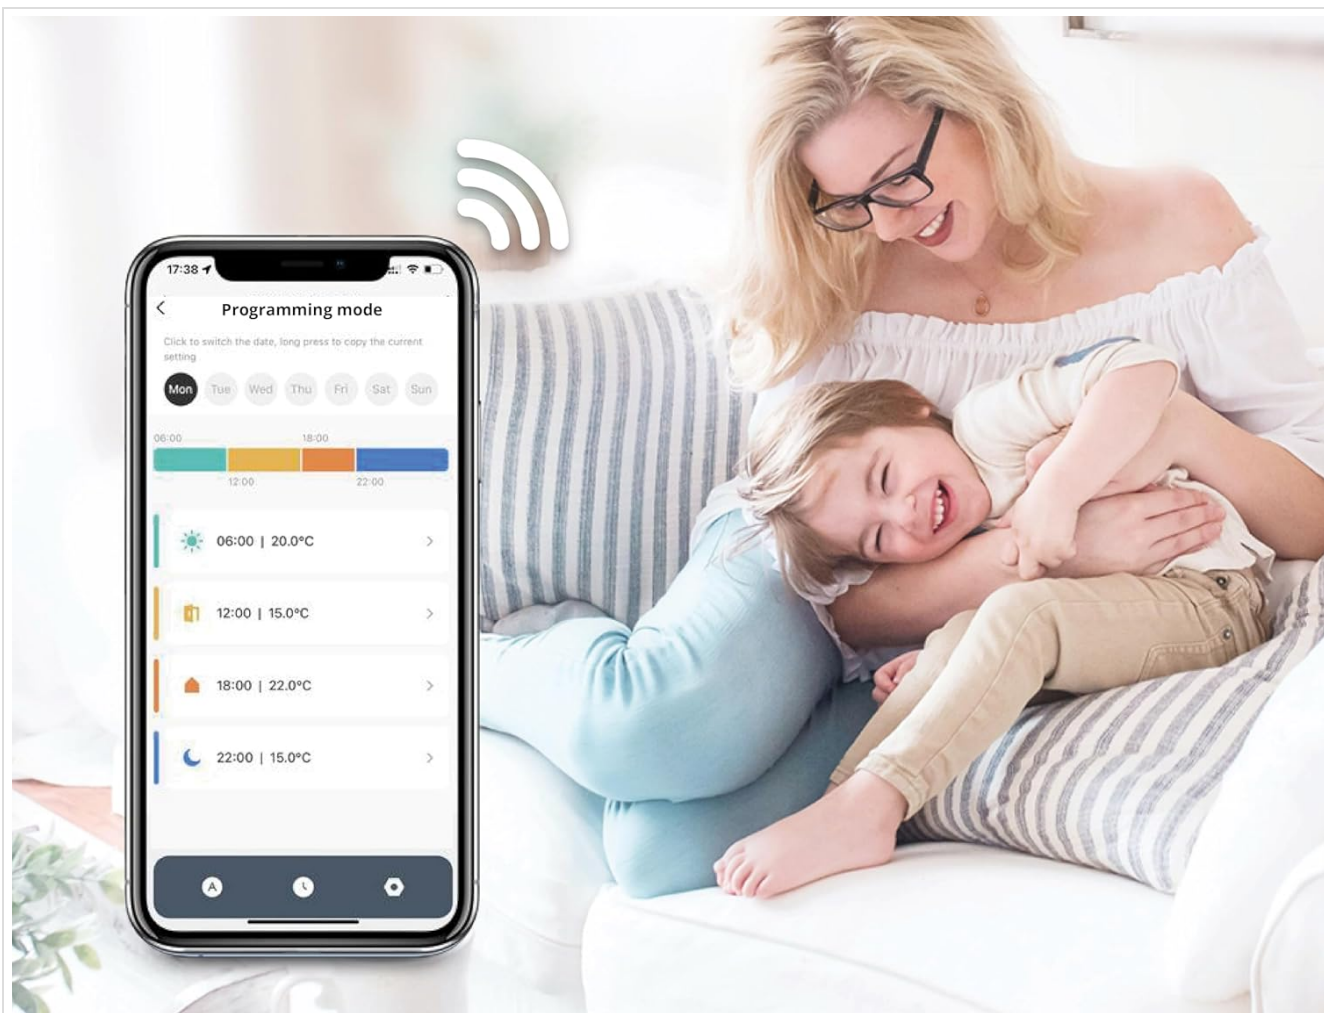 17:38
Programming mode
Click to switch the date, long press to copy the current
setting
Mon Tue Wed Thu Fri Sat Sun
06:00 18:00
12:00 22:00
06:00 | 20.0°C
12:00 | 15.0°C
18:00 | 22.0°C
22:00 | 15.0°C
A